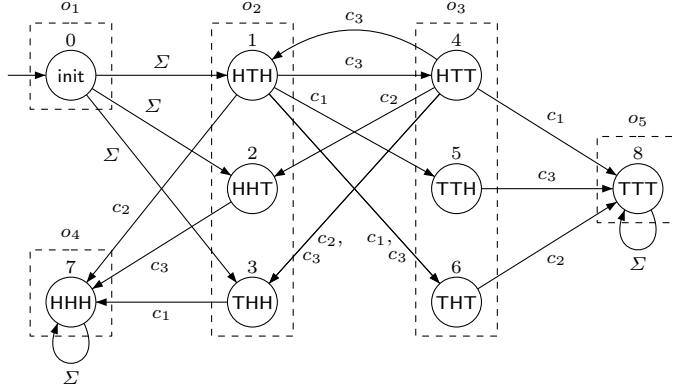 o₁ o₂ o₃
0 1 4
c₃
init Σ HTH c₃ HTT
Σ c₁ c₂ c₁
Σ o₅
2 5 8
HHT TTH c₃ TTT
c₂ c₂, c₁,
o₄ c₃ c₃ c₃ c₂ Σ
7 3 6
HHH c₁ THH THT
Σ